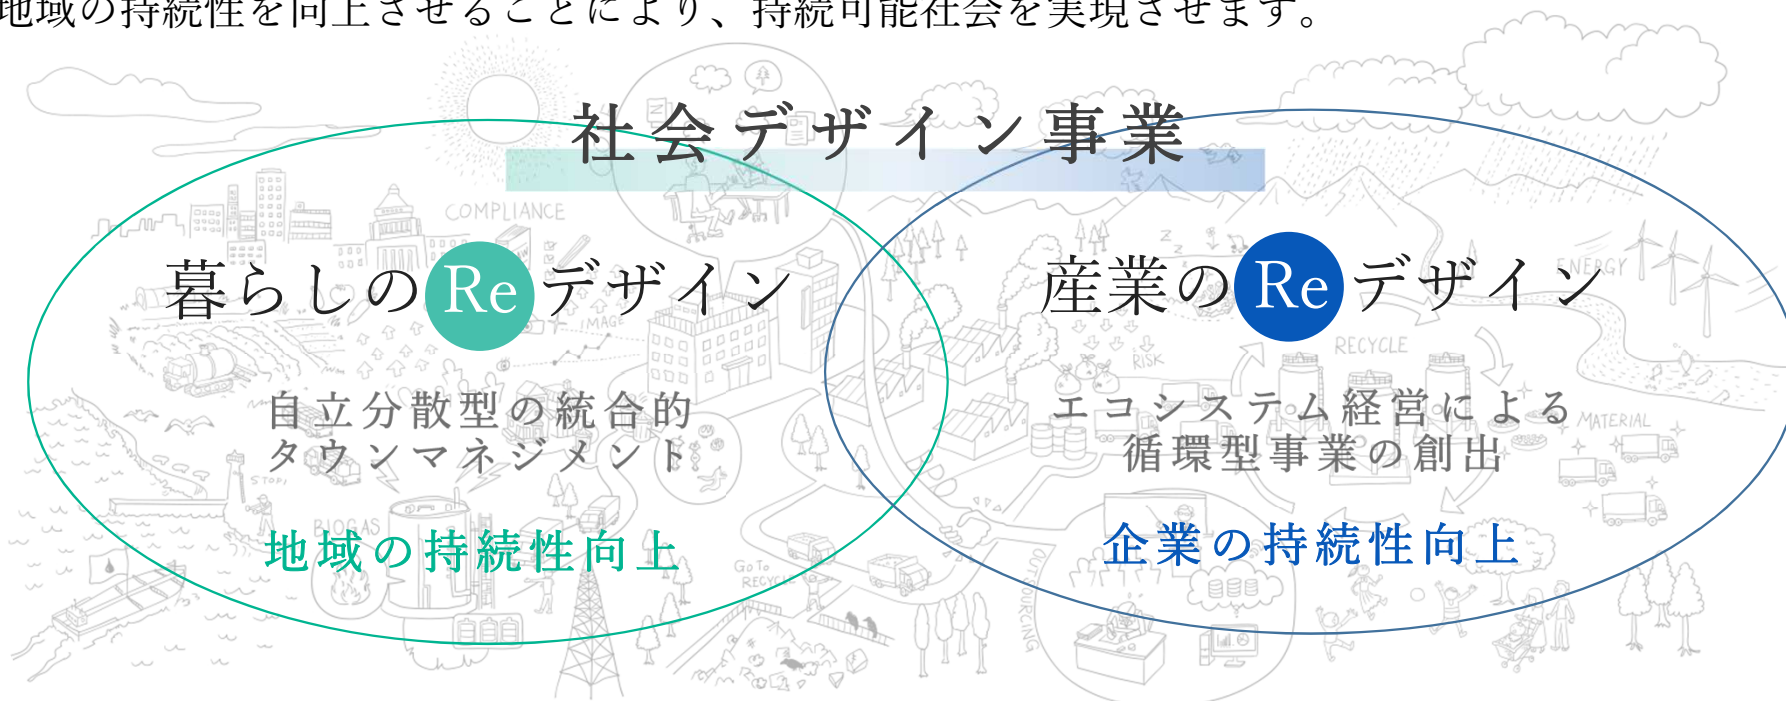 地域の持続性を向上させることにより、持続可能社会を実現させます。
社会デザイン事業
COMPLIANCE
暮らしのReデザイン
産業のReデザイン
ENERGY
IMAGE
RISK
RECYCLE
自立分散型の統合的
タウンマネジメント
エコシステム経営による
循環型事業の創出
MATERIAL
STOP!
BIOGAS
地域の持続性向上
企業の持続性向上
GoTo
RECYCLE
OUTSOURCING